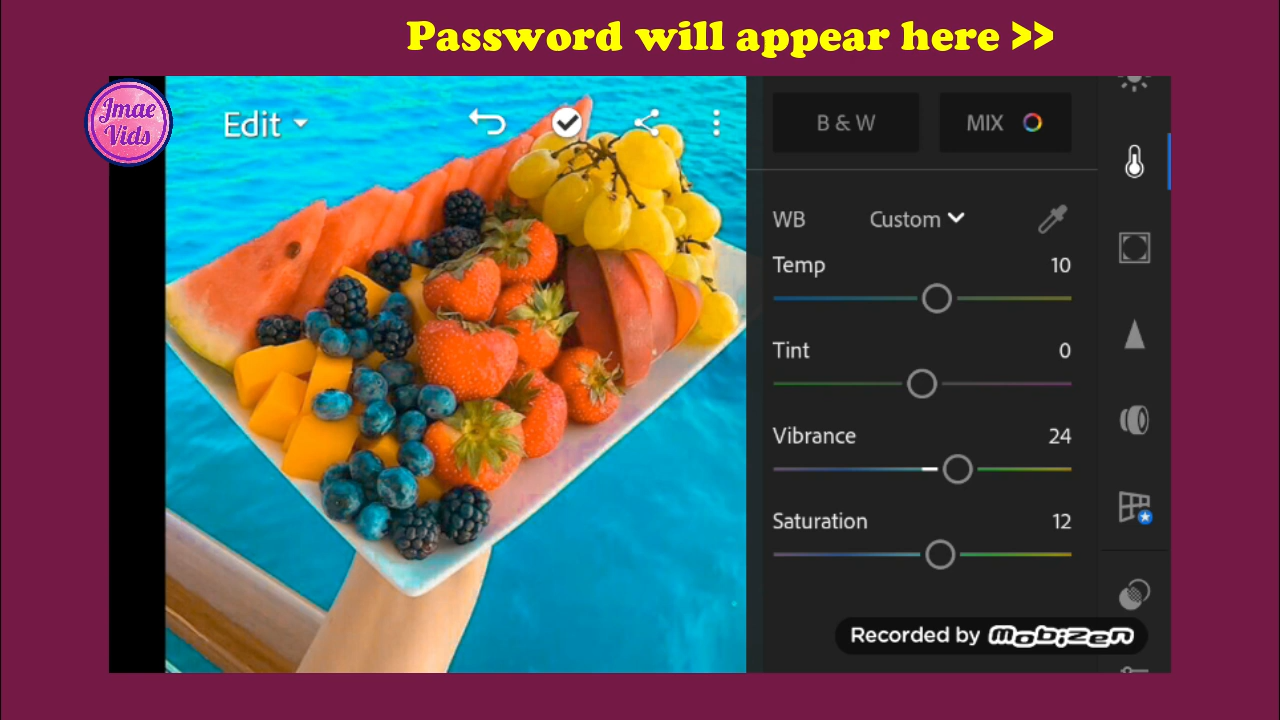 Password will appear here >>
Jmae
Vids
Edit
B & W
MIX
WB
Custom
Temp
10
Tint
0
Vibrance
24
Saturation
12
Recorded by mobizen